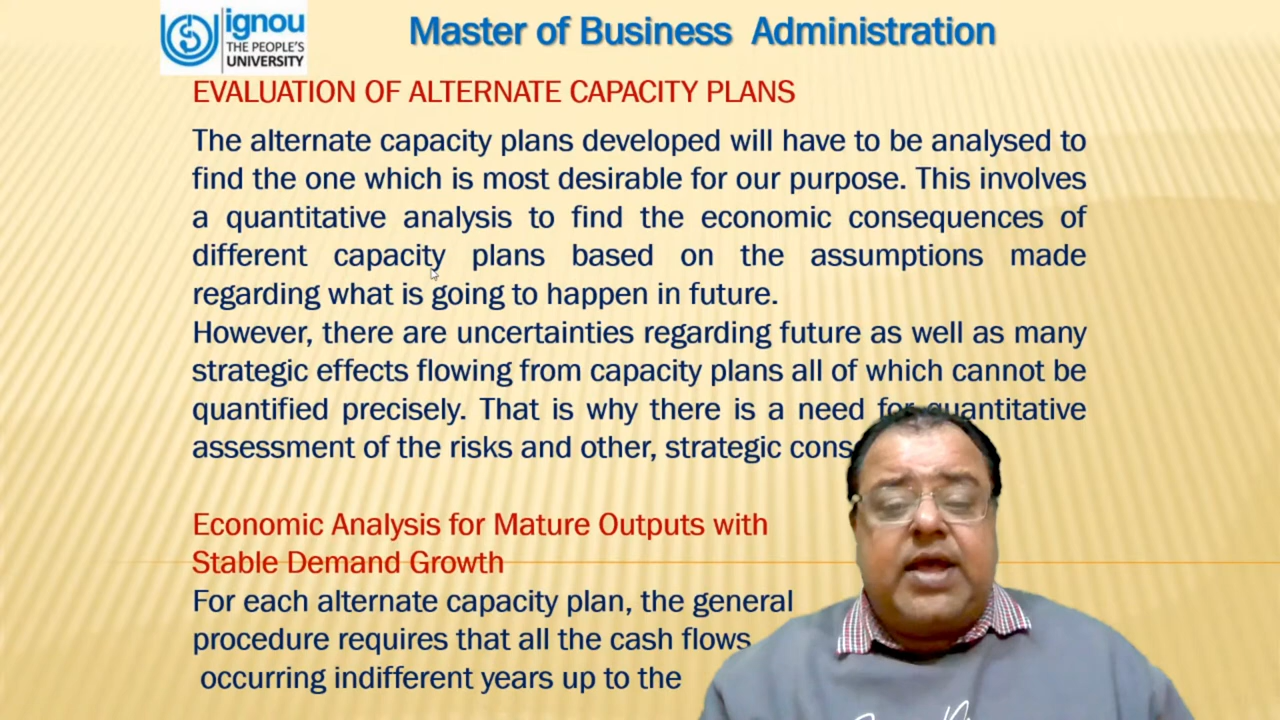 ignou
THE PEOPLE'S
UNIVERSITY
Master of Business Administration
EVALUATION OF ALTERNATE CAPACITY PLANS
The alternate capacity plans developed will have to be analysed to
find the one which is most desirable for our purpose. This involves
a quantitative analysis to find the economic consequences of
different capacity plans based on the assumptions made
regarding what is going to happen in future.
However, there are uncertainties regarding future as well as many
strategic effects flowing from capacity plans all of which cannot be
quantified precisely. That is why there is a need for quantitative
assessment of the risks and other, strategic
Economic Analysis for Mature Outputs with
Stable Demand Growth
For each alternate capacity plan, the general
procedure requires that all the cash flows
occurring indifferent years up to the